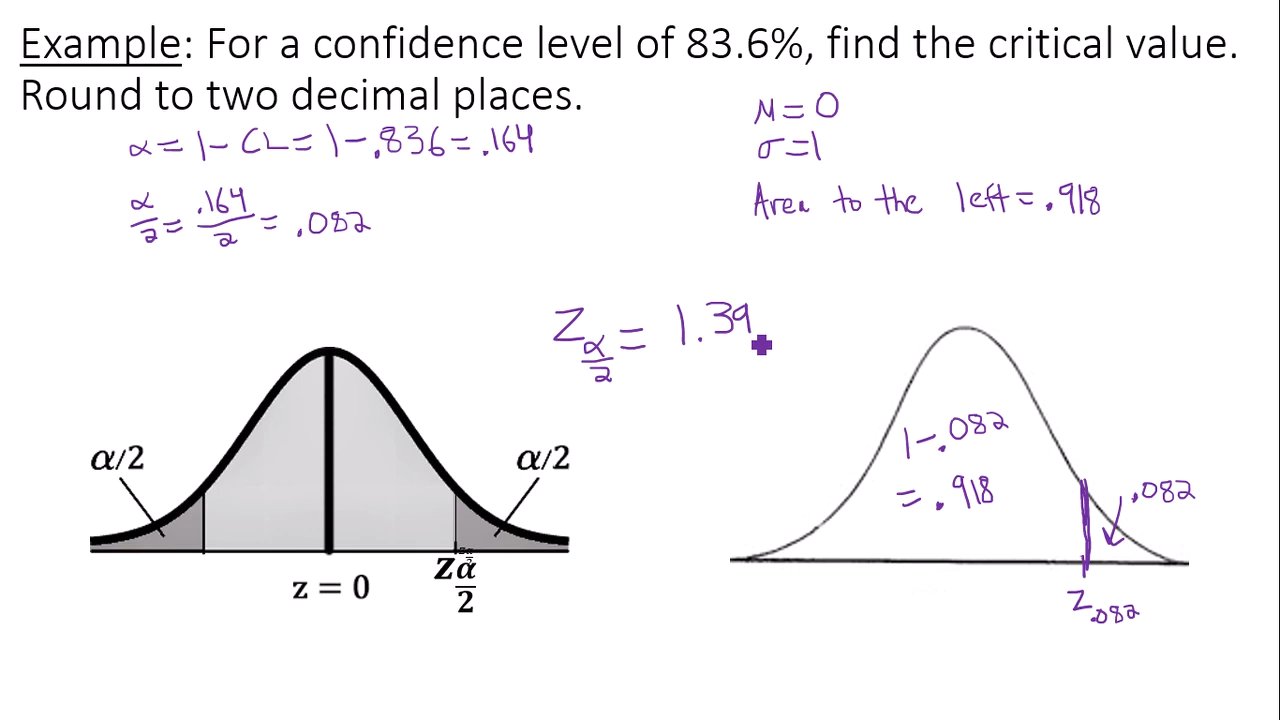 Example: For a confidence level of 83.6%, find the critical value.
Round to two decimal places.
α = 1 - CL = 1 - .836 = .164
α/2 = .164/2 = .082
M = 0
σ = 1
Area to the left = .918
Z α/2 = 1.39
α/2
α/2
z = 0
Z α/2
1 - .082
= .918
.082
Z .082